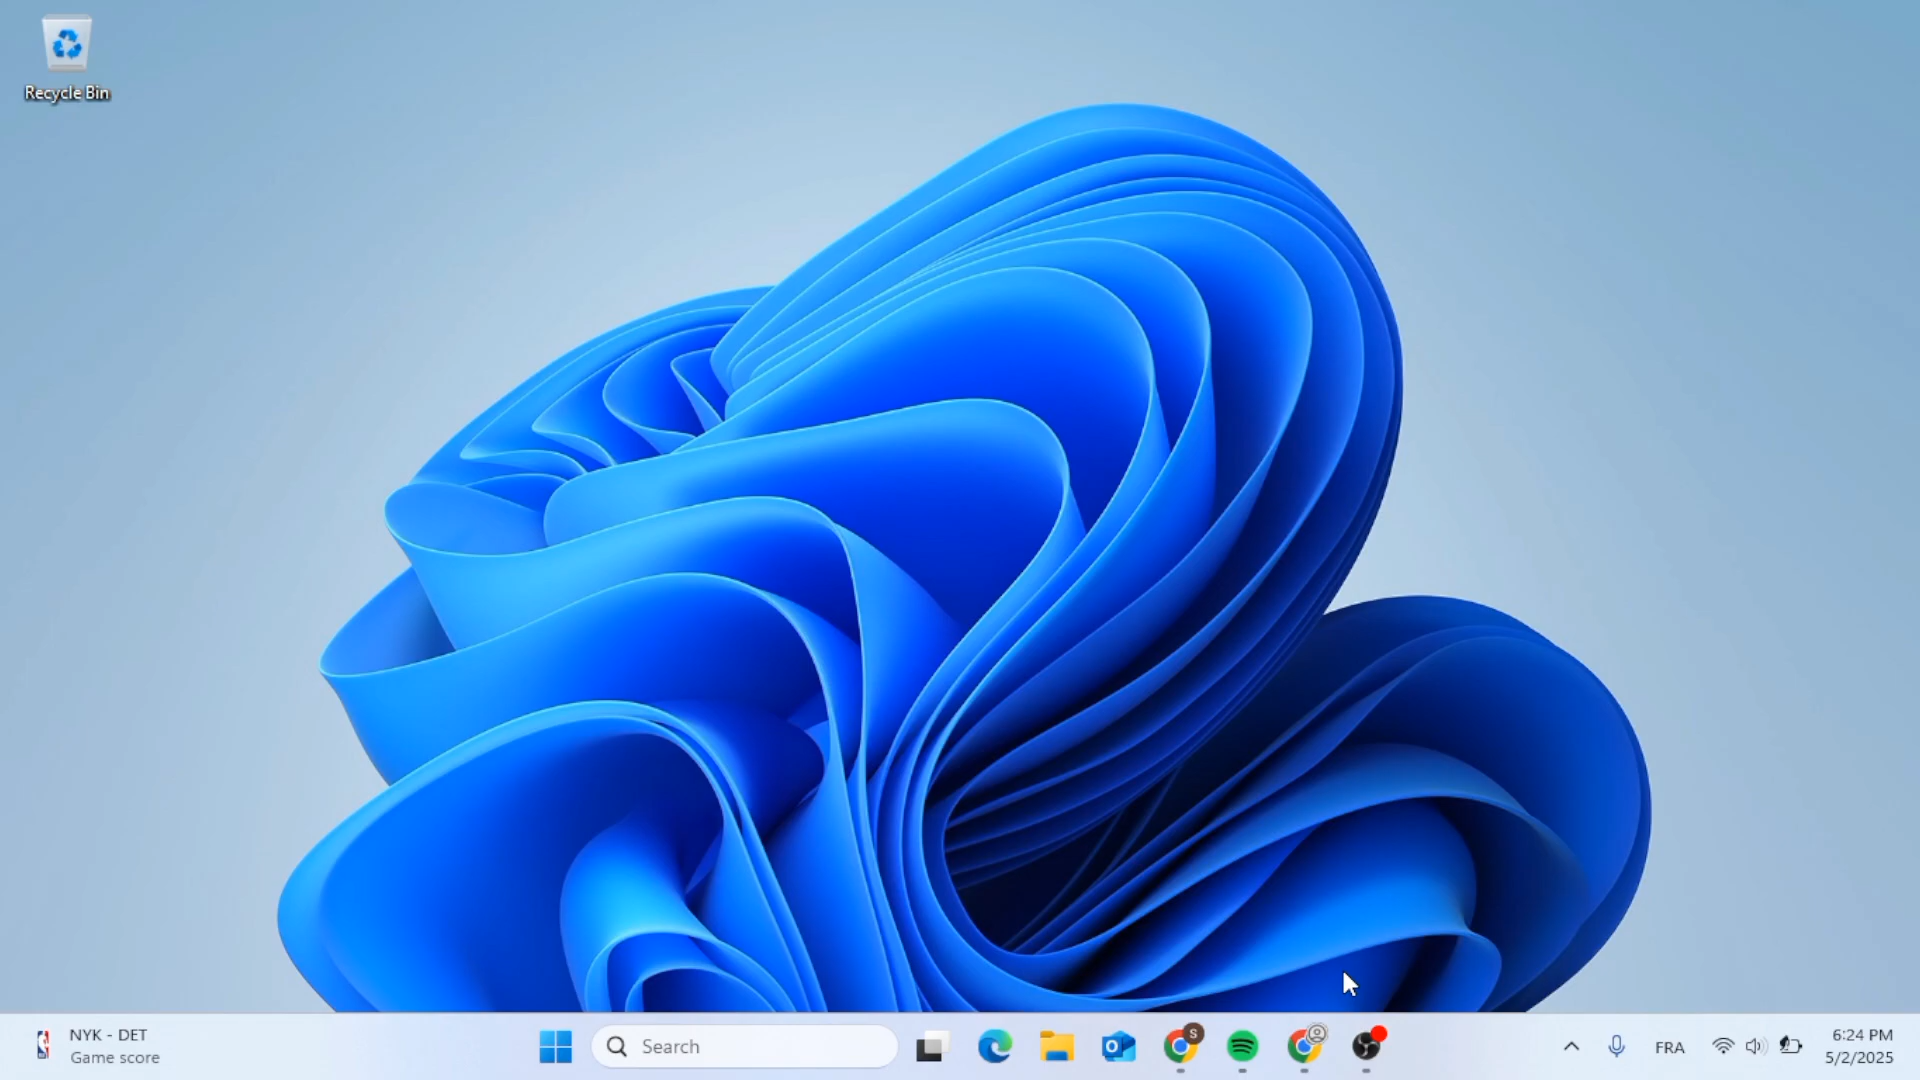 Recycle Bin
NYK - DET
Game score
Search
S
FRA
6:24 PM
5/2/2025